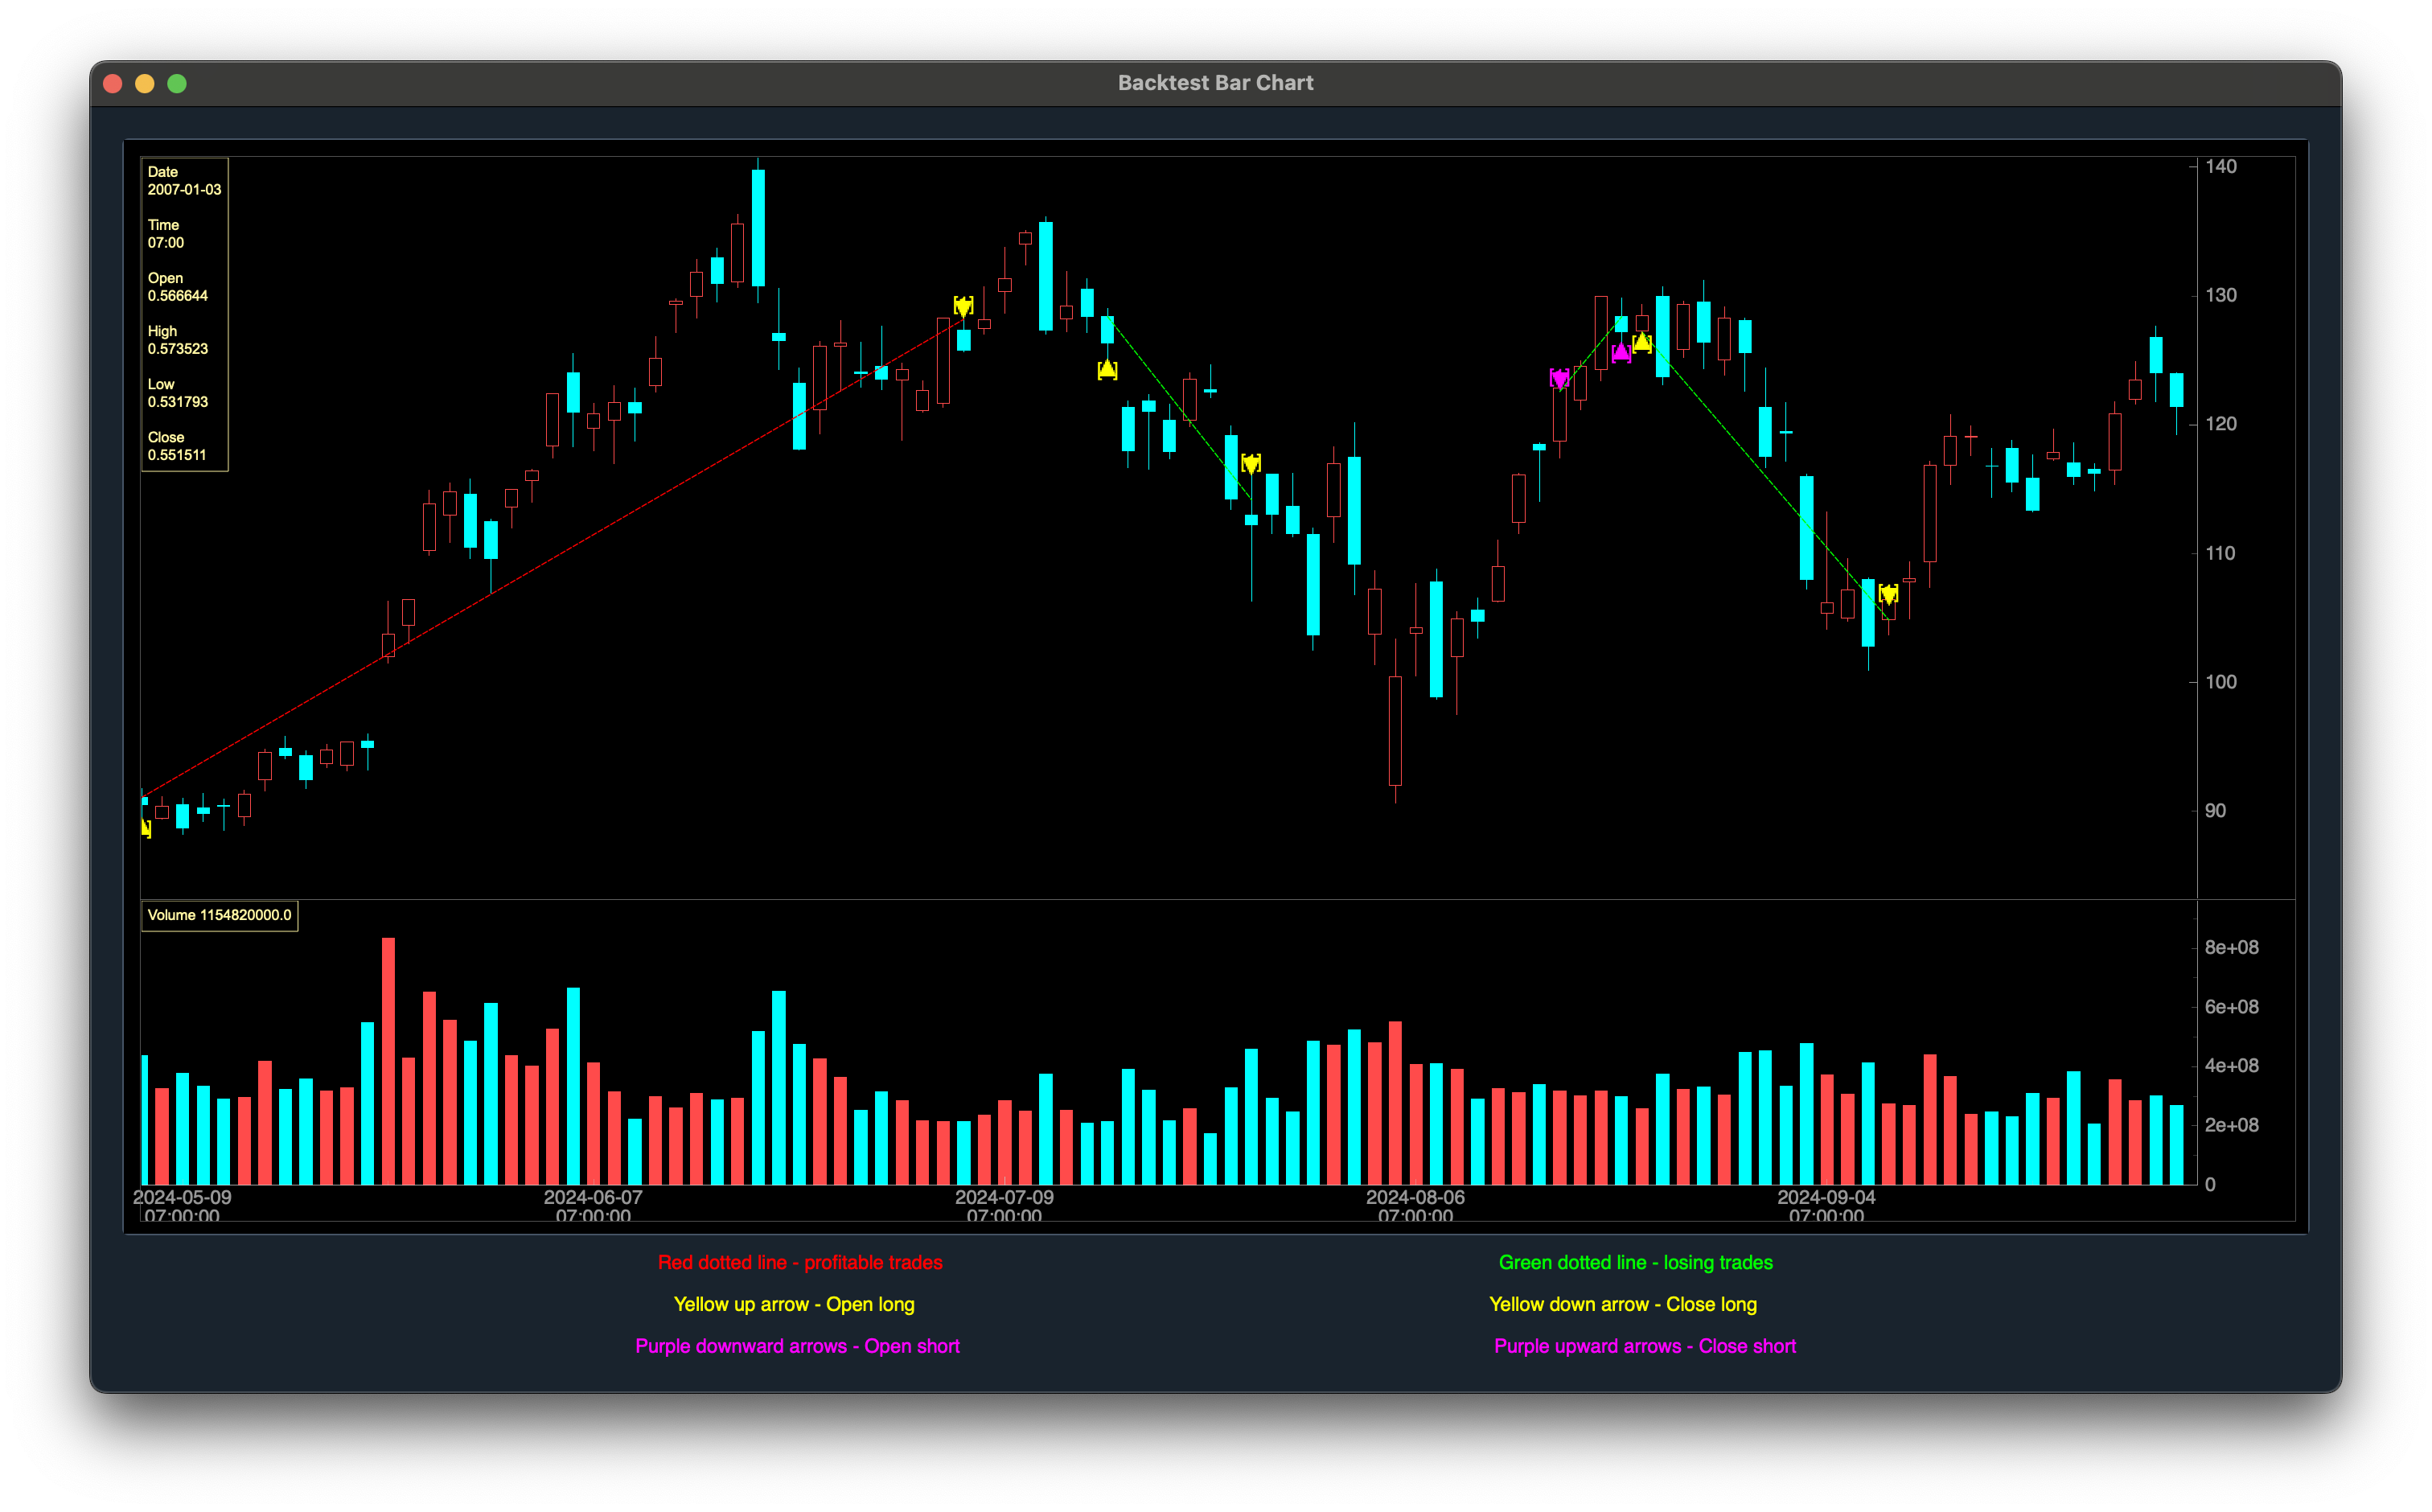 Backtest Bar Chart
Date
2007-01-03
Time
07:00
Open
0.566644
High
0.573523
Low
0.531793
Close
0.551511
140
130
120
110
100
90
Volume 1154820000.0
8e+08
6e+08
4e+08
2e+08
0
2024-05-09
07:00:00
2024-06-07
07:00:00
2024-07-09
07:00:00
2024-08-06
07:00:00
2024-09-04
07:00:00
Red dotted line - profitable trades
Green dotted line - losing trades
Yellow up arrow - Open long
Yellow down arrow - Close long
Purple downward arrows - Open short
Purple upward arrows - Close short